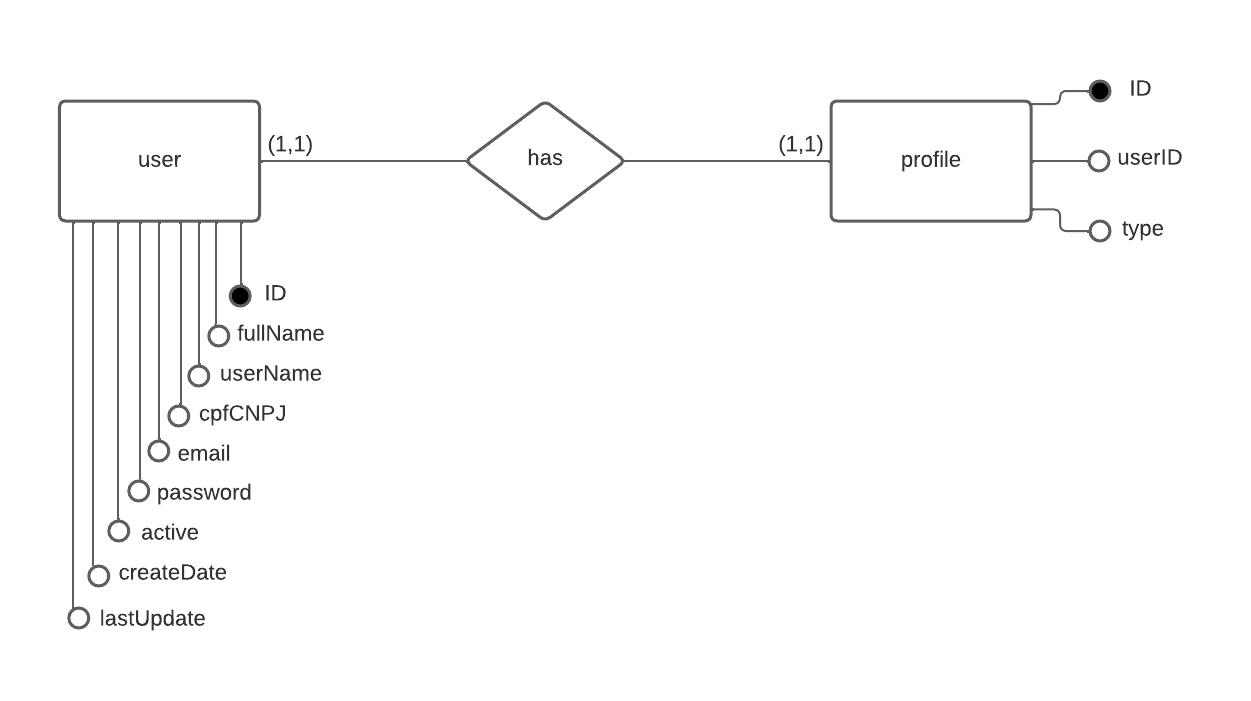 user
(1,1)
has
(1,1)
profile
ID
userID
type
ID
fullName
userName
cpfCNPJ
email
password
active
createDate
lastUpdate